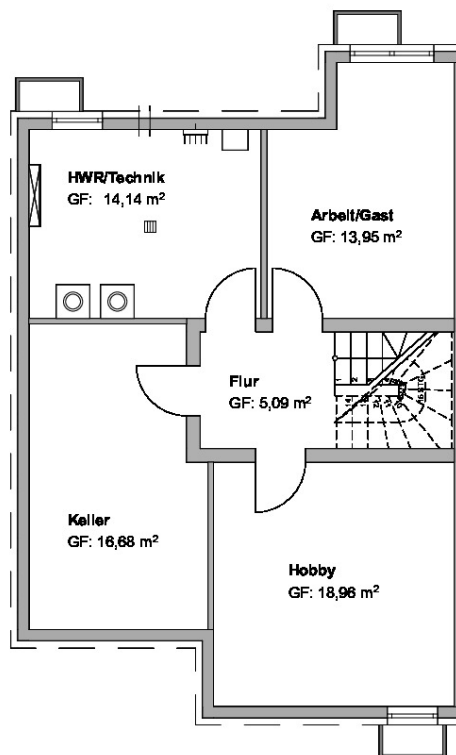 HWR/Technik
GF: 14,14 m²
Arbeit/Gast
GF: 13,95 m²
Flur
GF: 5,09 m²
Keller
GF: 16,68 m²
Hobby
GF: 18,96 m²